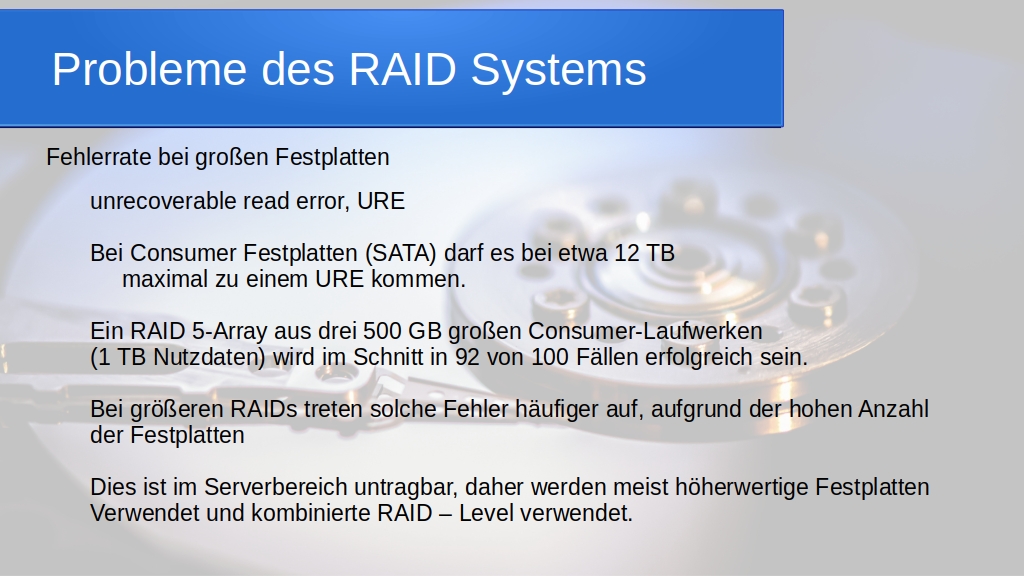 Probleme des RAID Systems
Fehlerrate bei großen Festplatten
unrecoverable read error, URE
Bei Consumer Festplatten (SATA) darf es bei etwa 12 TB
maximal zu einem URE kommen.
Ein RAID 5-Array aus drei 500 GB großen Consumer-Laufwerken
(1 TB Nutzdaten) wird im Schnitt in 92 von 100 Fällen erfolgreich sein.
Bei größeren RAIDs treten solche Fehler häufiger auf, aufgrund der hohen Anzahl
der Festplatten
Dies ist im Serverbereich untragbar, daher werden meist höherwertige Festplatten
Verwendet und kombinierte RAID – Level verwendet.